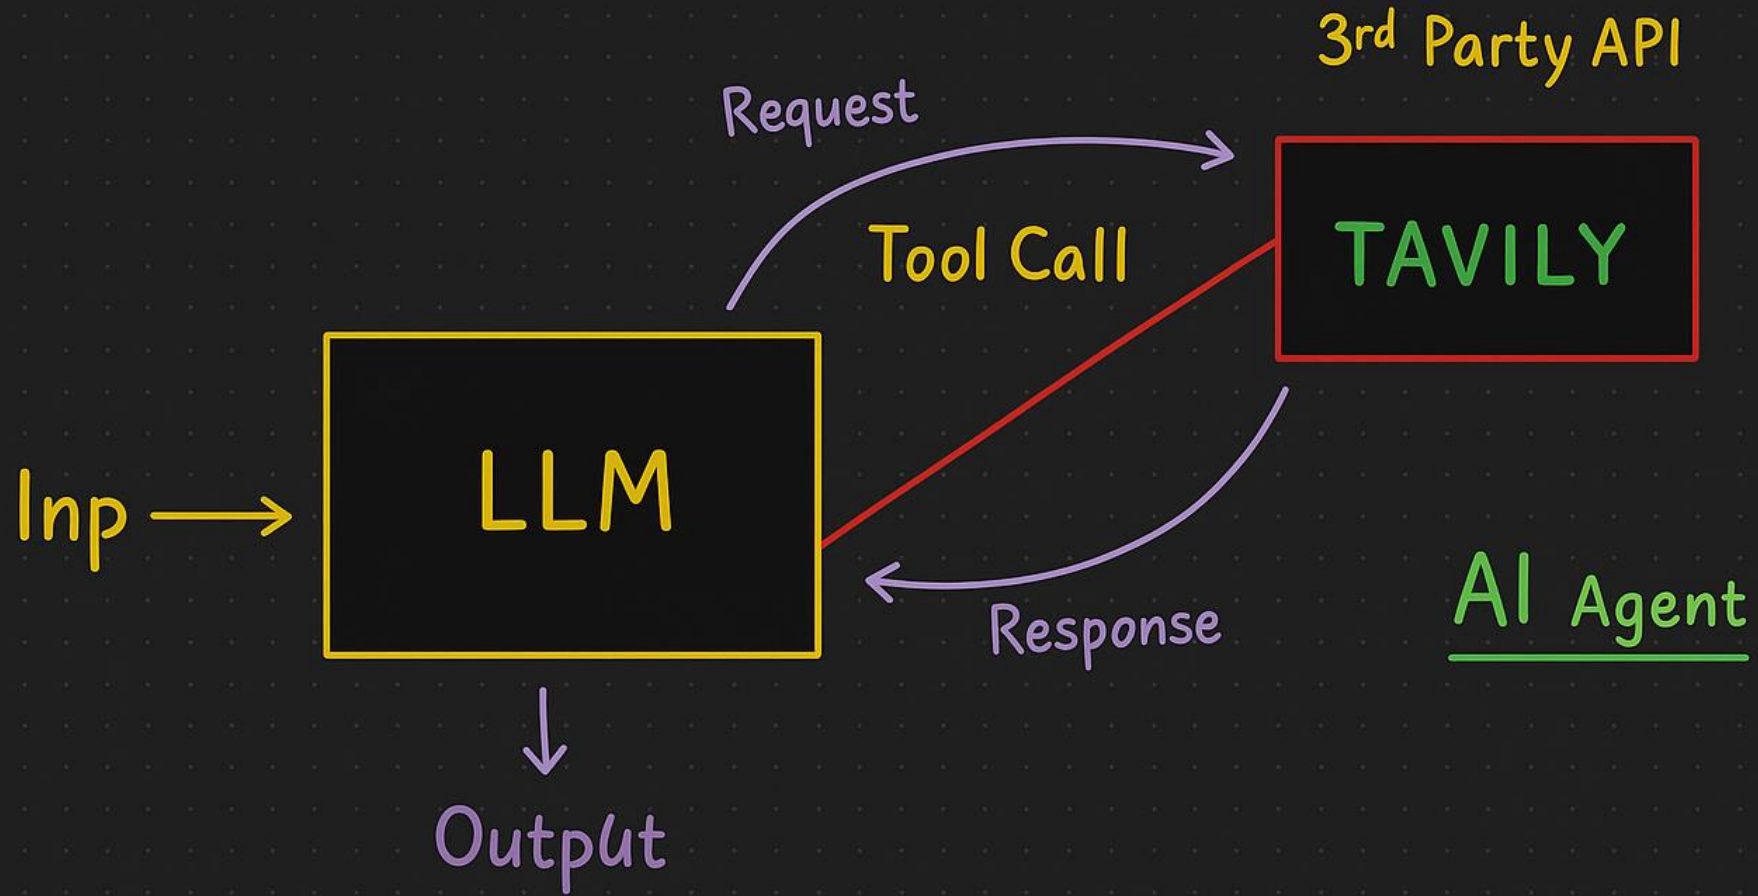 3rd Party API
Request
Tool Call
TAVILY
LLM
Inp
AI Agent
Response
Output